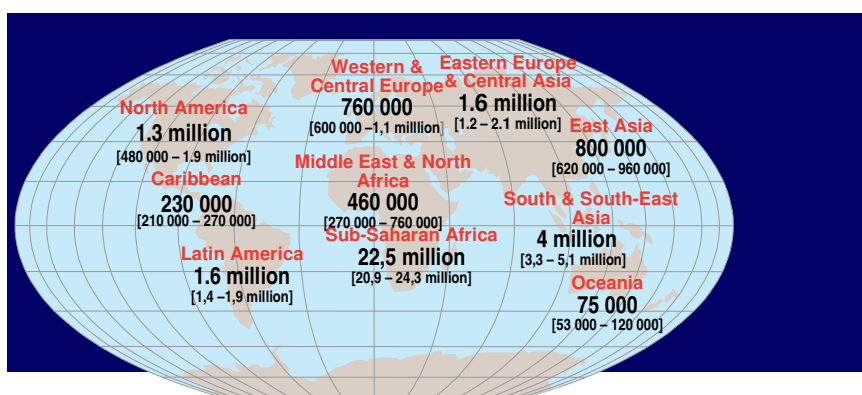 North America
1.3 million
[480 000 – 1.9 million]
Caribbean
230 000
[210 000 – 270 000]
Latin America
1.6 million
[1,4 –1,9 million]
Western &
Central Europe
760 000
[600 000 –1,1 milllion]
Middle East & North
Africa
460 000
[270 000 – 760 000]
Sub-Saharan Africa
22,5 million
[20,9 – 24,3 million]
Eastern Europe
& Central Asia
1.6 million
[1.2 – 2.1 million]
East Asia
800 000
[620 000 – 960 000]
South & South-East
Asia
4 million
[3,3 – 5,1 million]
Oceania
75 000
[53 000 – 120 000]